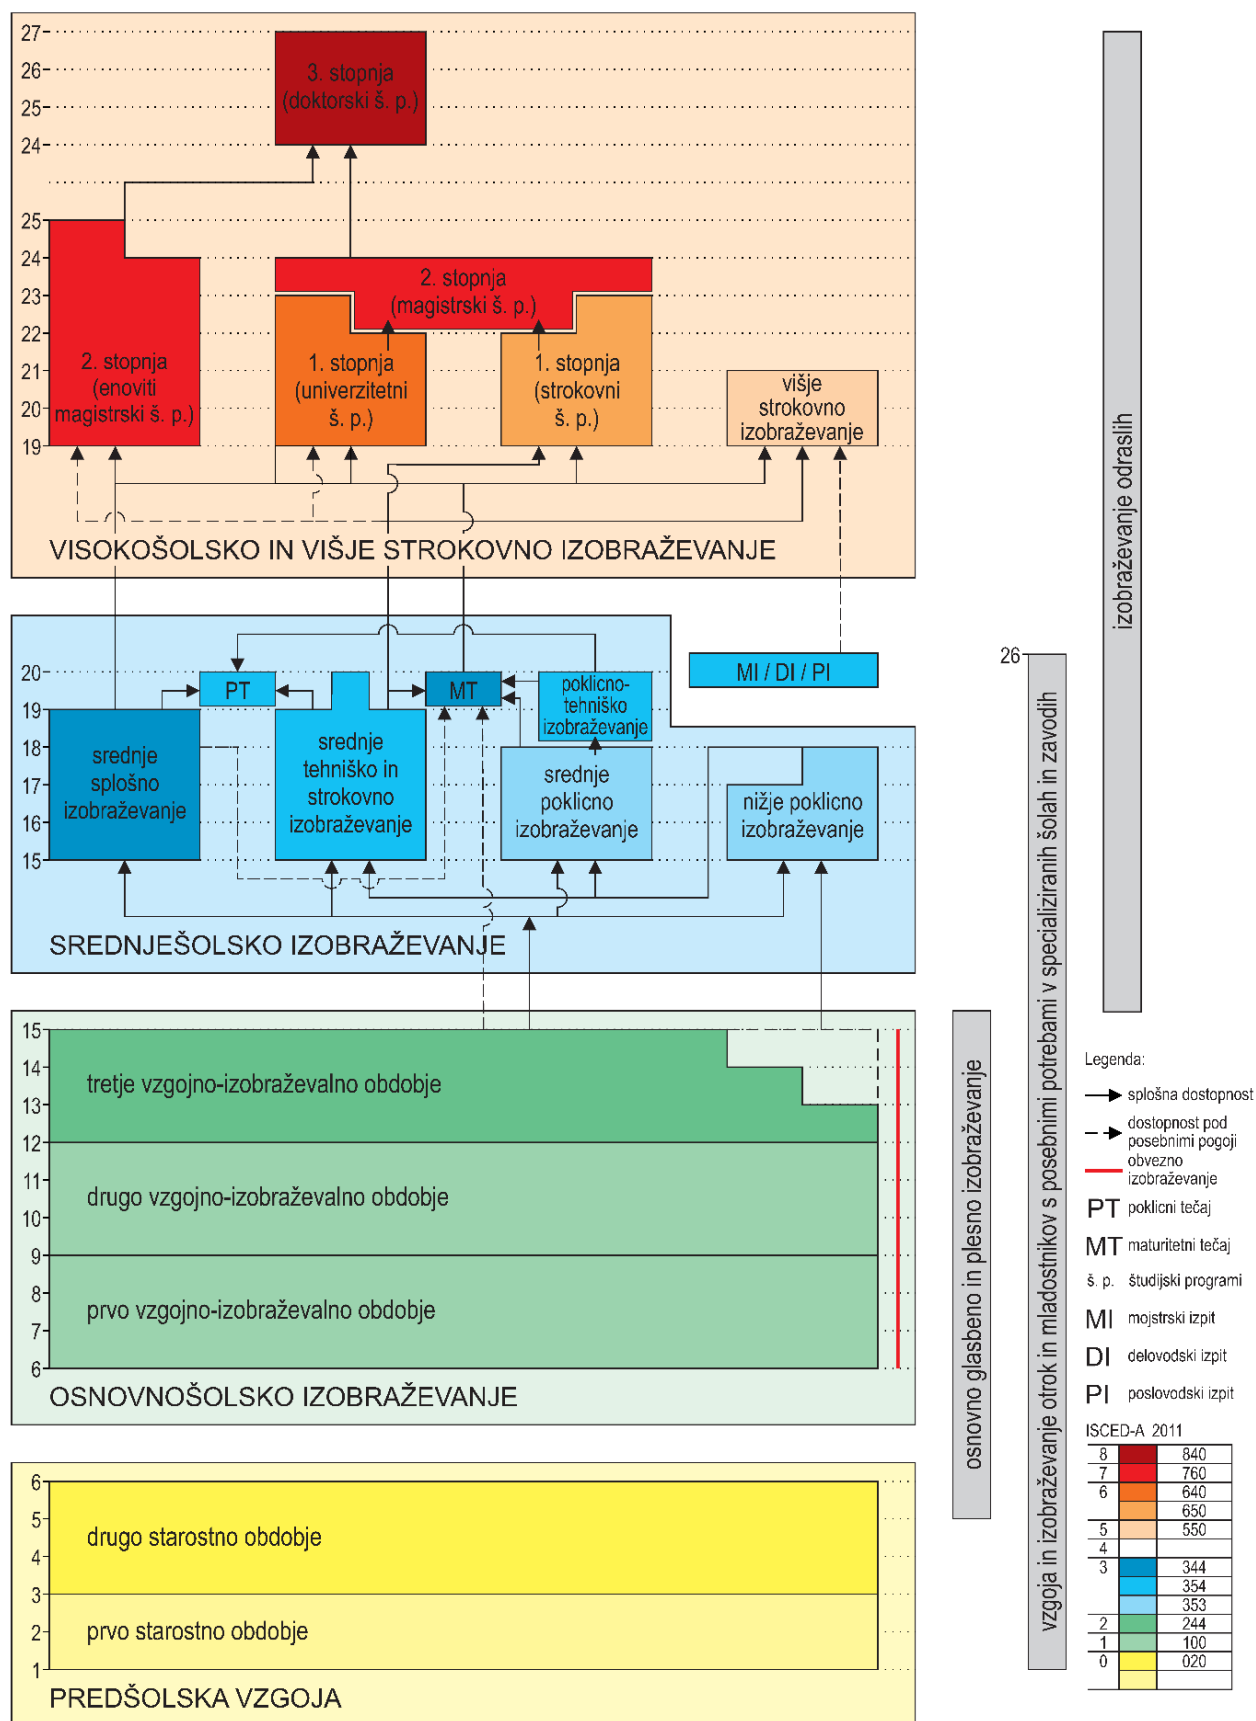 27
26
25
24
25
24
23
22
21
20
19
3. stopnja
(doktorski š. p.)
2. stopnja
(magistrski š. p.)
2. stopnja
(enoviti
magistrski š. p.)
1. stopnja
(univerzitetni
š. p.)
1. stopnja
(strokovni
š. p.)
višje
strokovno
izobraževanje
VISOKOŠOLSKO IN VIŠJE STROKOVNO IZOBRAŽEVANJE
20
19
18
17
16
15
PT
MT
poklicno-
tehniško
izobraževanje
MI / DI / PI
srednje
splošno
izobraževanje
srednje
tehniško in
strokovno
izobraževanje
srednje
poklicno
izobraževanje
nižje poklicno
izobraževanje
SREDNJEŠOLSKO IZOBRAŽEVANJE
15
14
13
12
11
10
9
8
7
6
tretje vzgojno-izobraževalno obdobje
drugo vzgojno-izobraževalno obdobje
prvo vzgojno-izobraževalno obdobje
OSNOVNOŠOLSKO IZOBRAŽEVANJE
6
5
4
3
2
1
drugo starostno obdobje
prvo starostno obdobje
PREDŠOLSKA VZGOJA
osnovno glasbeno in plesno izobraževanje
26
vzgoja in izobraževanje otrok in mladostnikov s posebnimi potrebami v specializiranih šolah in zavodih
izobraževanje odraslih
Legenda:
splošna dostopnost
dostopnost pod
posebnimi pogoji
obvezno
izobraževanje
PT poklicni tečaj
MT maturitetni tečaj
š. p. študijski programi
MI mojstrski izpit
DI delovodski izpit
PI poslovodski izpit
ISCED-A 2011
8 840
7 760
6 640
650
5 550
4
3 344
354
353
2 244
1 100
0 020